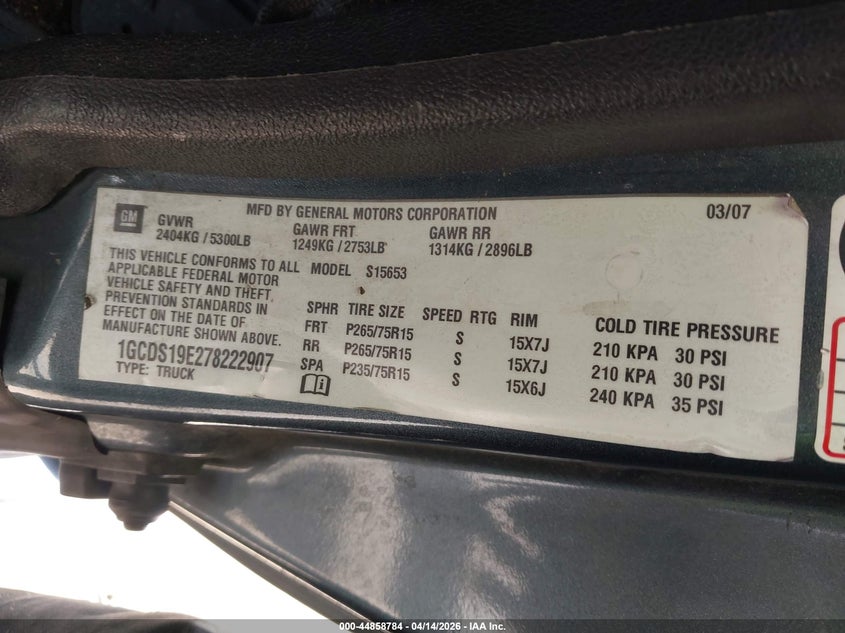 GM
MFD BY GENERAL MOTORS CORPORATION 03/07
GVWR GAWR FRT GAWR RR
2404KG / 5300LB 1249KG / 2753LB 1314KG / 2896LB
THIS VEHICLE CONFORMS TO ALL
APPLICABLE FEDERAL MOTOR
VEHICLE SAFETY AND THEFT
PREVENTION STANDARDS IN
EFFECT ON THE DATE OF
MANUFACTURE SHOWN ABOVE.
1GCDS19E278222907
TYPE: TRUCK
MODEL S15653
SPHR TIRE SIZE SPEED RTG RIM COLD TIRE PRESSURE
FRT P265/75R15 S 15X7J 210 KPA 30 PSI
RR P265/75R15 S 15X7J 210 KPA 30 PSI
SPA P235/75R15 S 15X6J 240 KPA 35 PSI
000-44858784 | 04/14/2026 | IAA Inc.